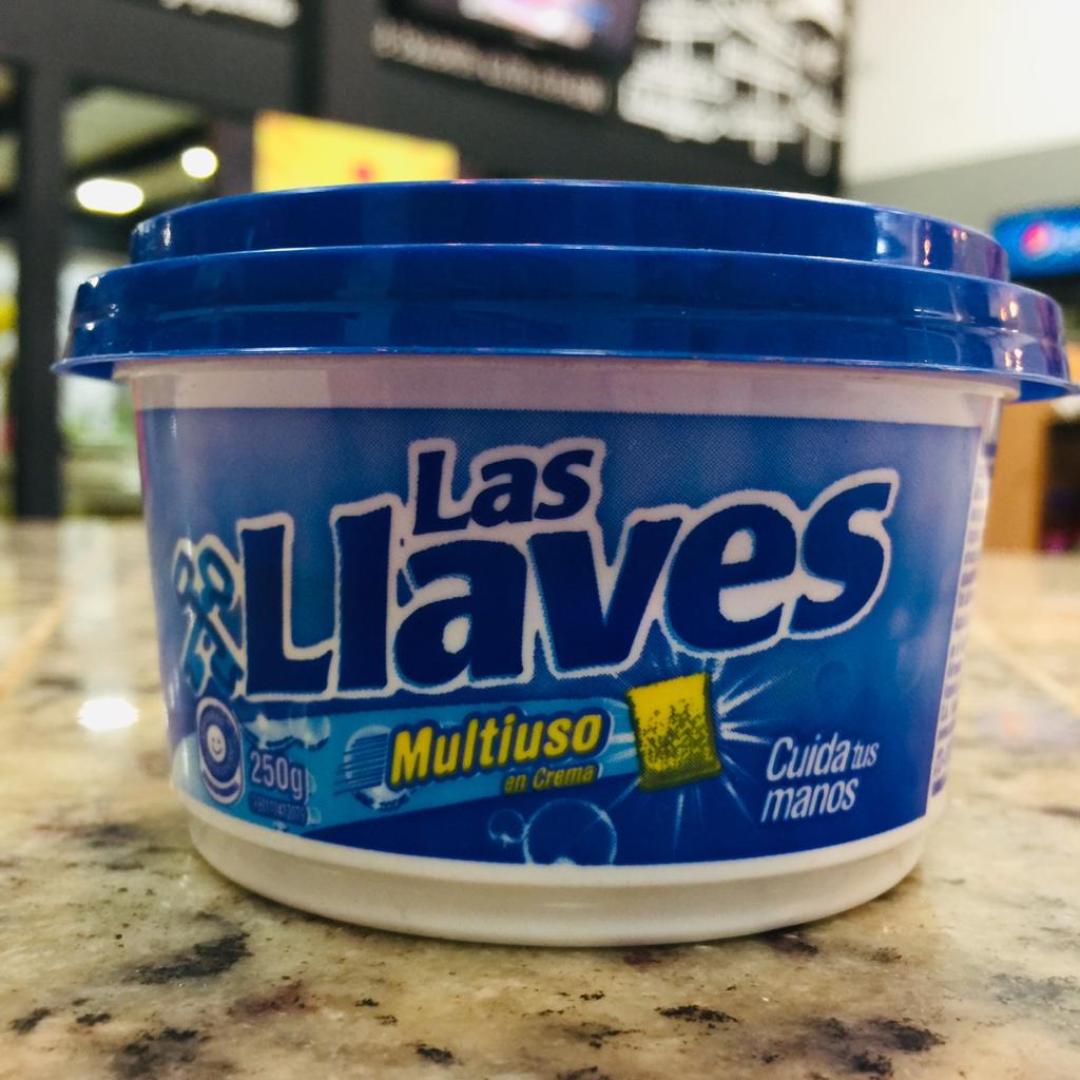 Las
Llaves
Multiuso
en Crema
250g
Cuida tus
manos